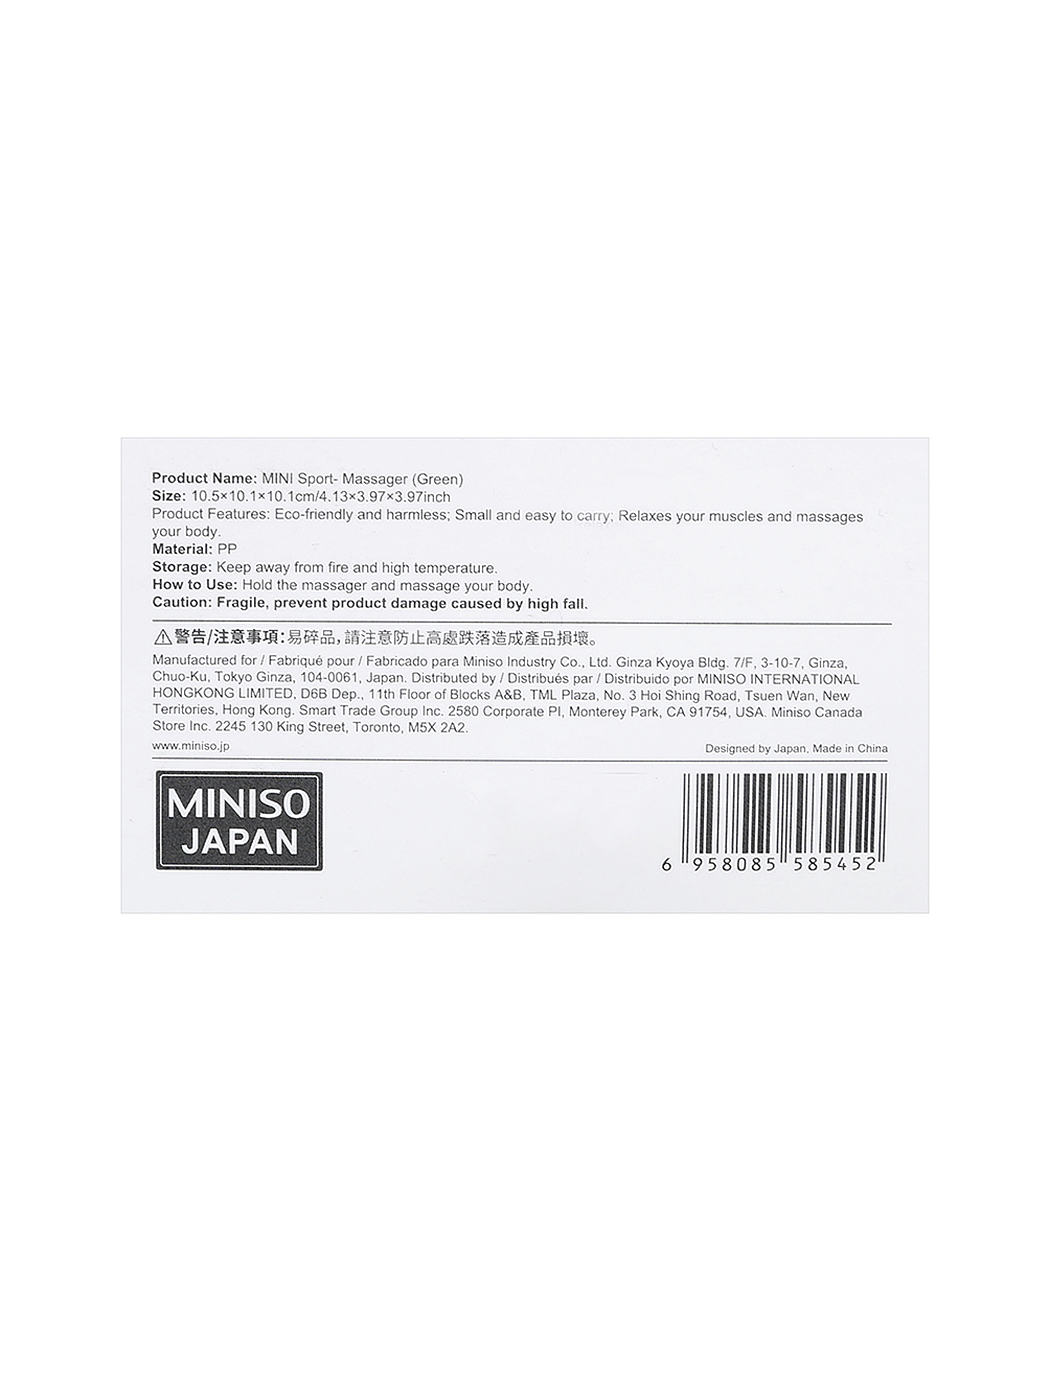 Product Name: MINI Sport- Massager (Green)
Size: 10.5×10.1×10.1cm/4.13×3.97×3.97inch
Product Features: Eco-friendly and harmless; Small and easy to carry; Relaxes your muscles and massages
your body.
Material: PP
Storage: Keep away from fire and high temperature.
How to Use: Hold the massager and massage your body.
Caution: Fragile, prevent product damage caused by high fall.
⚠警告/注意事項：易碎品，請注意防止高處跌落造成產品損壞。
Manufactured for / Fabriqué pour / Fabricado para Miniso Industry Co., Ltd. Ginza Kyoya Bldg. 7/F, 3-10-7, Ginza,
Chuo-Ku, Tokyo Ginza, 104-0061, Japan. Distributed by / Distribués par / Distribuido por MINISO INTERNATIONAL
HONGKONG LIMITED, D6B Dep., 11th Floor of Blocks A&B, TML Plaza, No. 3 Hoi Shing Road, Tsuen Wan, New
Territories, Hong Kong. Smart Trade Group Inc. 2580 Corporate Pl, Monterey Park, CA 91754, USA. Miniso Canada
Store Inc. 2245 130 King Street, Toronto, M5X 2A2.
www.miniso.jp Designed by Japan, Made in China
MINISO
JAPAN
6 958085 585452